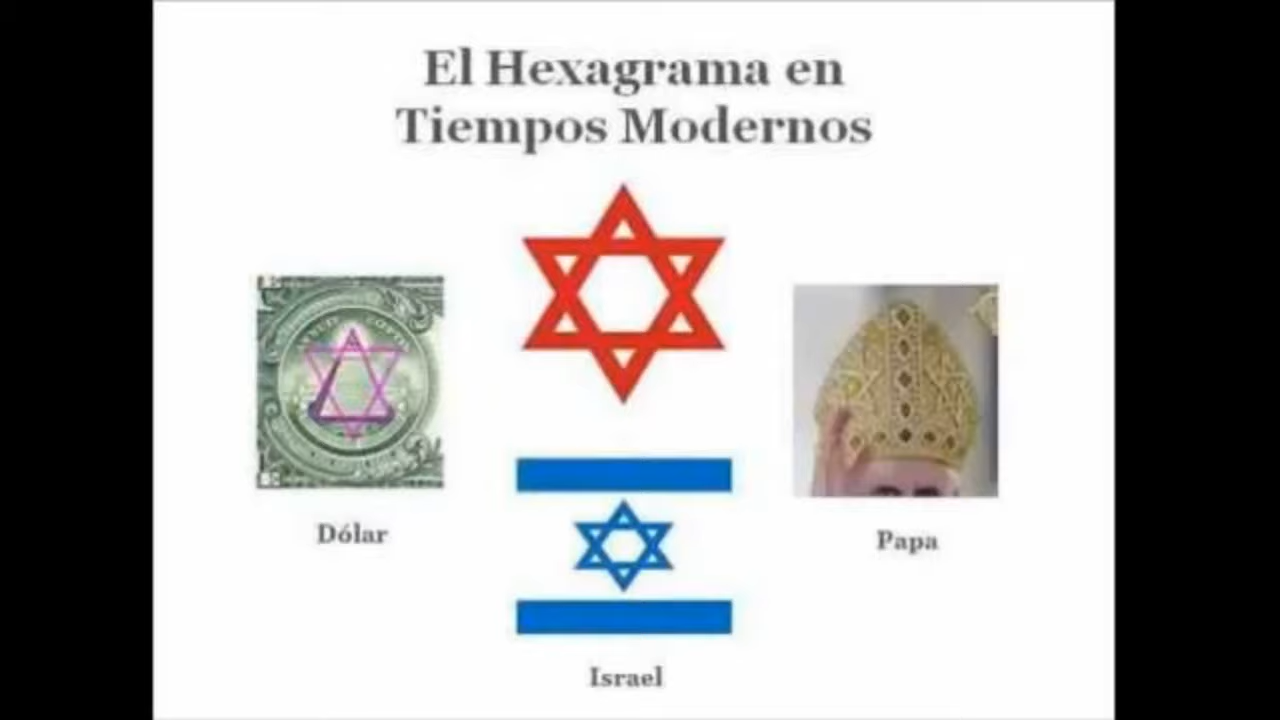 El Hexagrama en
Tiempos Modernos
Dólar
Papa
Israel